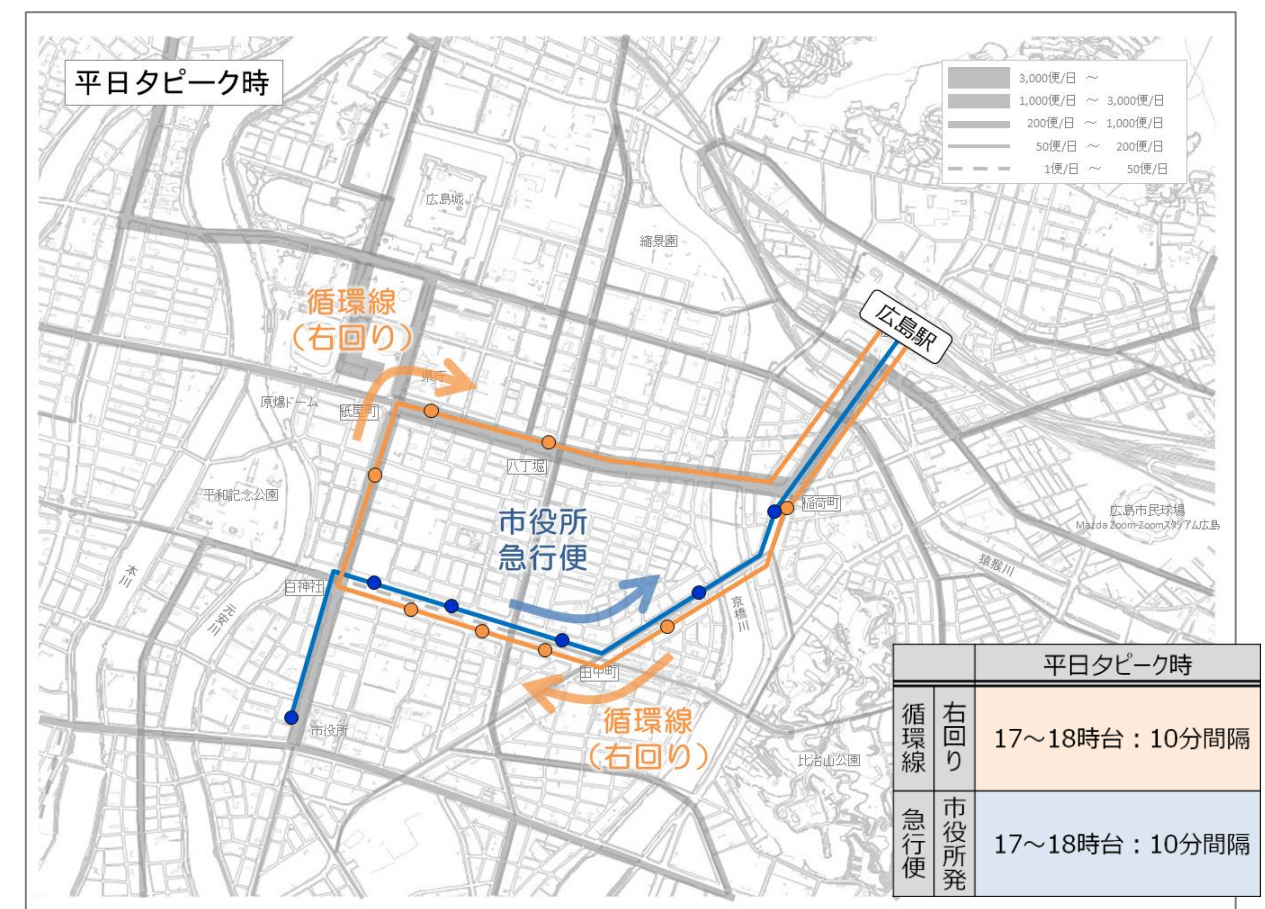 平日夕ピーク時
3,000便/日 ～
1,000便/日 ～ 3,000便/日
200便/日 ～ 1,000便/日
50便/日 ～ 200便/日
1便/日 ～ 50便/日
広島城
縮景園
循環線
（右回り）
広島駅
県庁
原爆ドーム
紙屋町
八丁堀
平和記念公園
稲荷町
広島市民球場
Mazda Zoom-Zoomスタジアム広島
市役所
急行便
猿猴川
本川
白神社
元安川
京橋川
田中町
循環線
（右回り）
市役所
比治山公園
平日夕ピーク時
循環線 右回り 17～18時台：10分間隔
急行便 市役所発 17～18時台：10分間隔